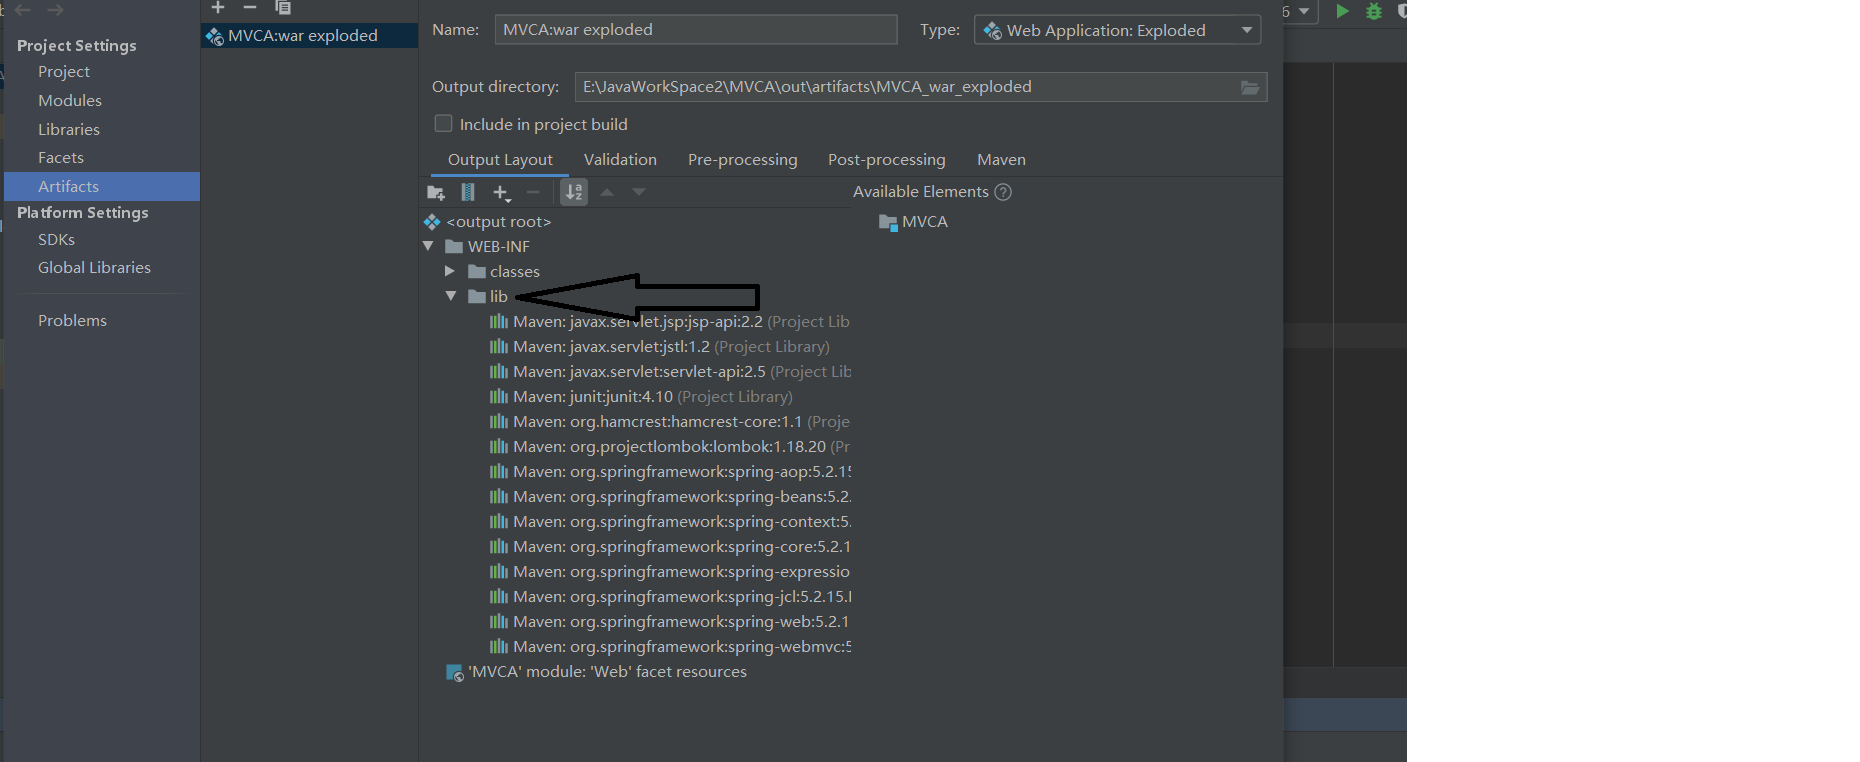 Project Settings
Project
Modules
Libraries
Facets
Artifacts
Platform Settings
SDKs
Global Libraries
Problems
MVCA:war exploded
Name: MVCA:war exploded Type: Web Application: Exploded
Output directory: E:\JavaWorkSpace2\MVCA\out\artifacts\MVCA_war_exploded
Include in project build
Output Layout Validation Pre-processing Post-processing Maven
Available Elements
<output root>
MVCA
WEB-INF
classes
lib
Maven: javax.servlet.jsp:jsp-api:2.2 (Project Lib
Maven: javax.servlet:jstl:1.2 (Project Library)
Maven: javax.servlet:servlet-api:2.5 (Project Lib
Maven: junit:junit:4.10 (Project Library)
Maven: org.hamcrest:hamcrest-core:1.1 (Proje
Maven: org.projectlombok:lombok:1.18.20 (Pr
Maven: org.springframework:spring-aop:5.2.15
Maven: org.springframework:spring-beans:5.2.
Maven: org.springframework:spring-context:5.
Maven: org.springframework:spring-core:5.2.1
Maven: org.springframework:spring-expressio
Maven: org.springframework:spring-jcl:5.2.15.
Maven: org.springframework:spring-web:5.2.1
Maven: org.springframework:spring-webmvc:5
'MVCA' module: 'Web' facet resources